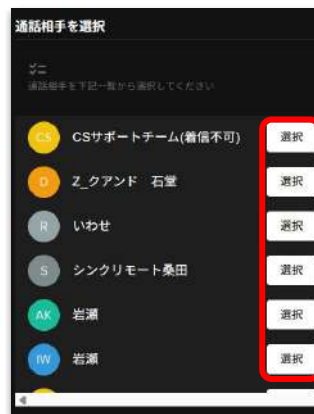 通話相手を選択
通話相手を下記一覧から選択してください
CS CSサポートチーム(着信不可) 選択
D Z_クアンド 石堂 選択
R いわせ 選択
S シンクリモート桑田 選択
AK 岩瀬 選択
IW 岩瀬 選択